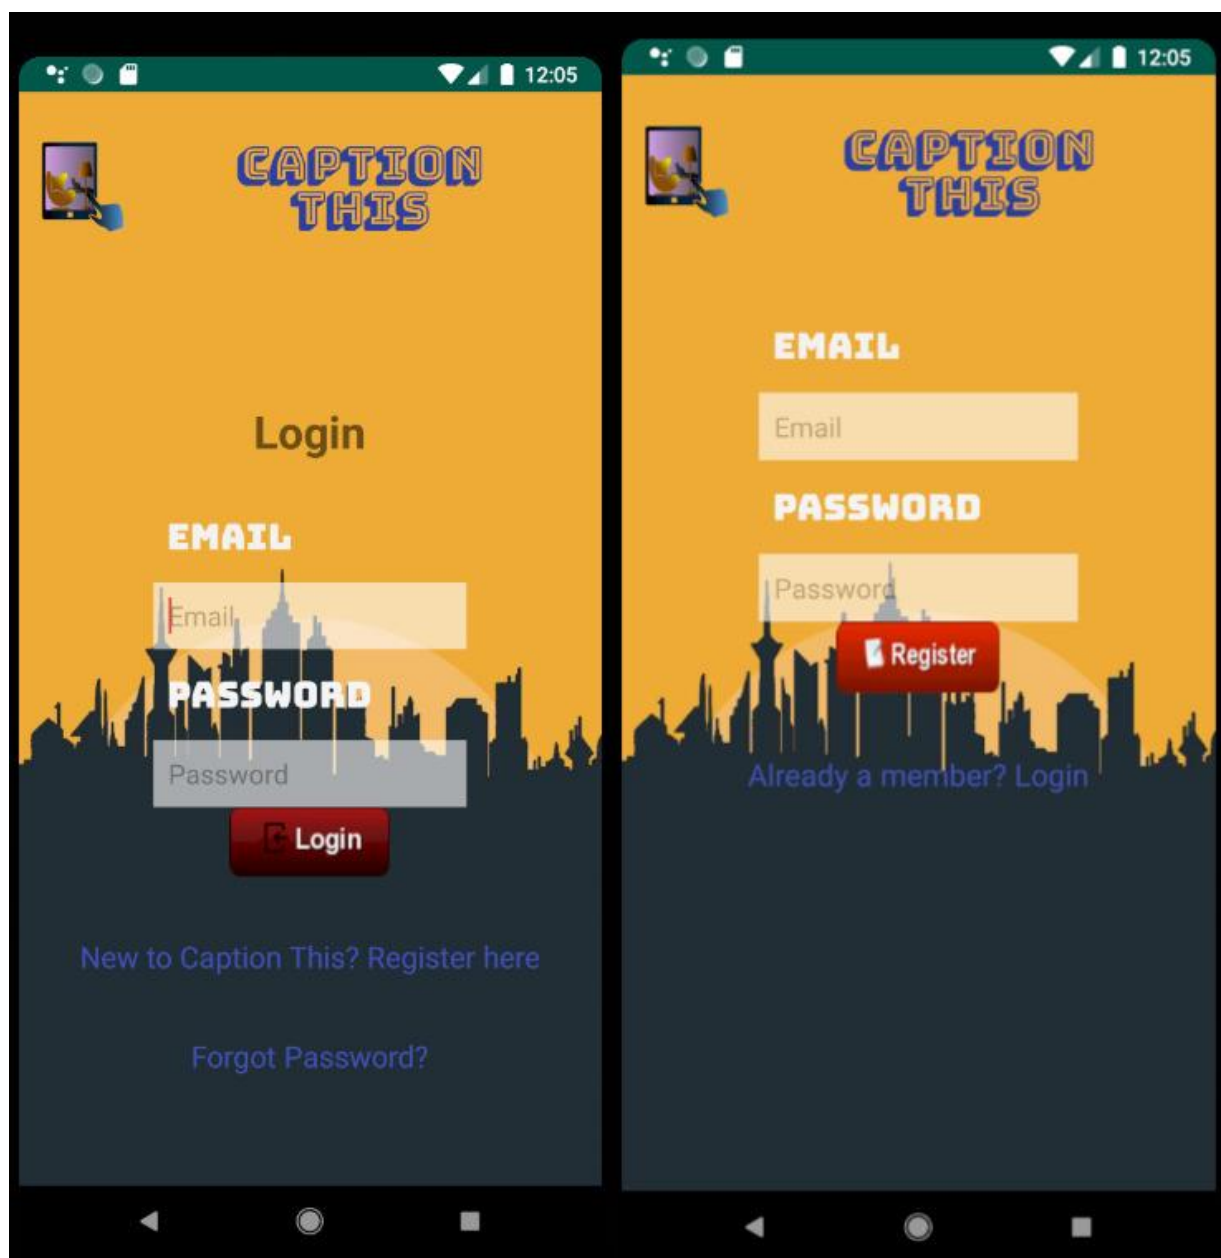 12:05
CAPTION
THIS
Login
EMAIL
Email
PASSWORD
Password
Login
New to Caption This? Register here
Forgot Password?
12:05
CAPTION
THIS
EMAIL
Email
PASSWORD
Password
Register
Already a member? Login